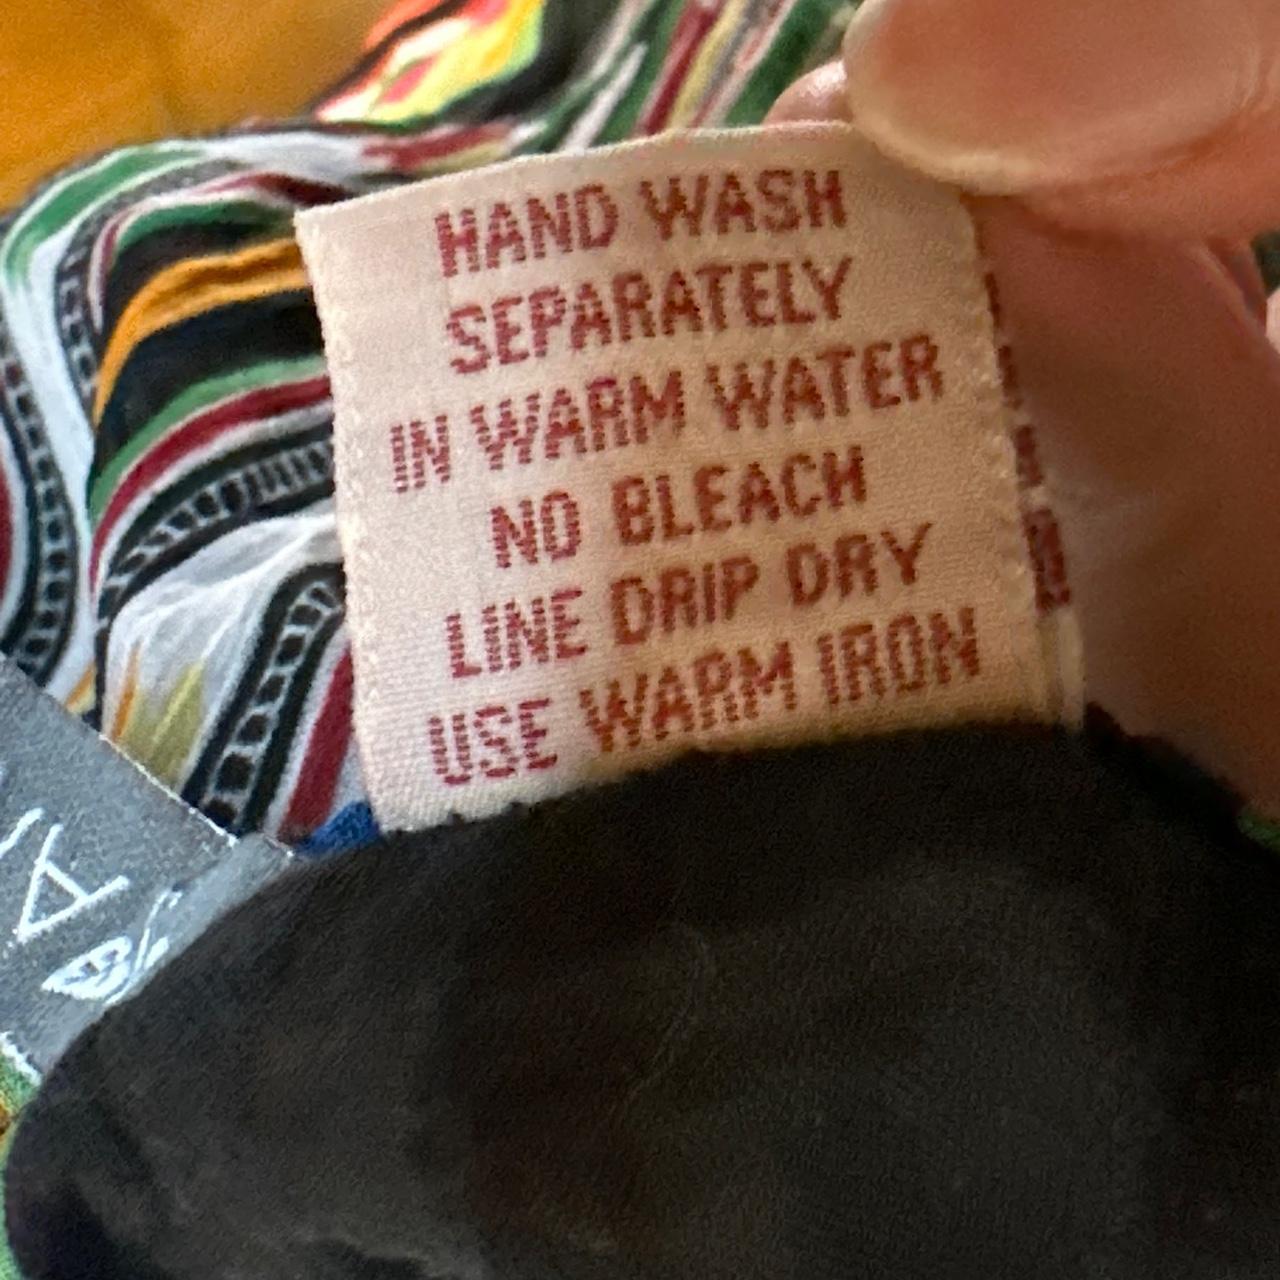 HAND WASH
SEPARATELY
IN WARM WATER
NO BLEACH
LINE DRIP DRY
USE WARM IRON